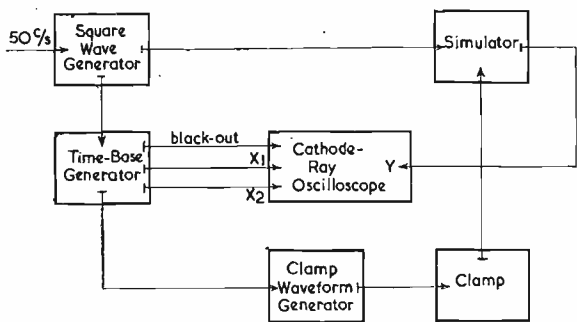 50 c/s
Square
Wave
Generator
Simulator
Time-Base
Generator
black-out
X1
X2
Cathode-
Ray
Oscilloscope
Y
Clamp
Waveform
Generator
Clamp